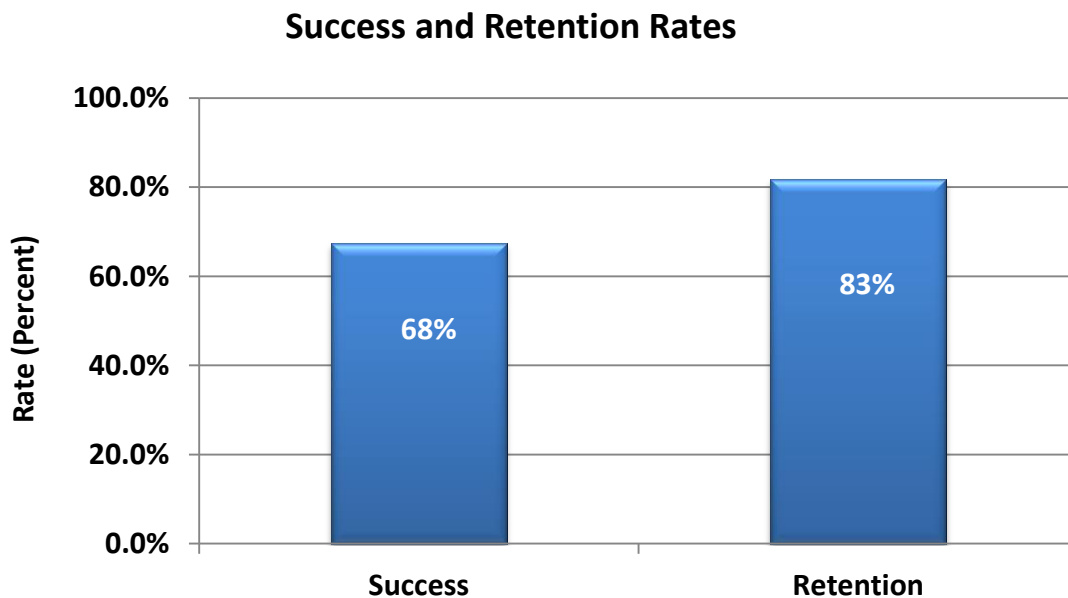 Success and Retention Rates
100.0%
80.0%
60.0%
40.0%
20.0%
0.0%
Rate (Percent)
68%
83%
Success
Retention